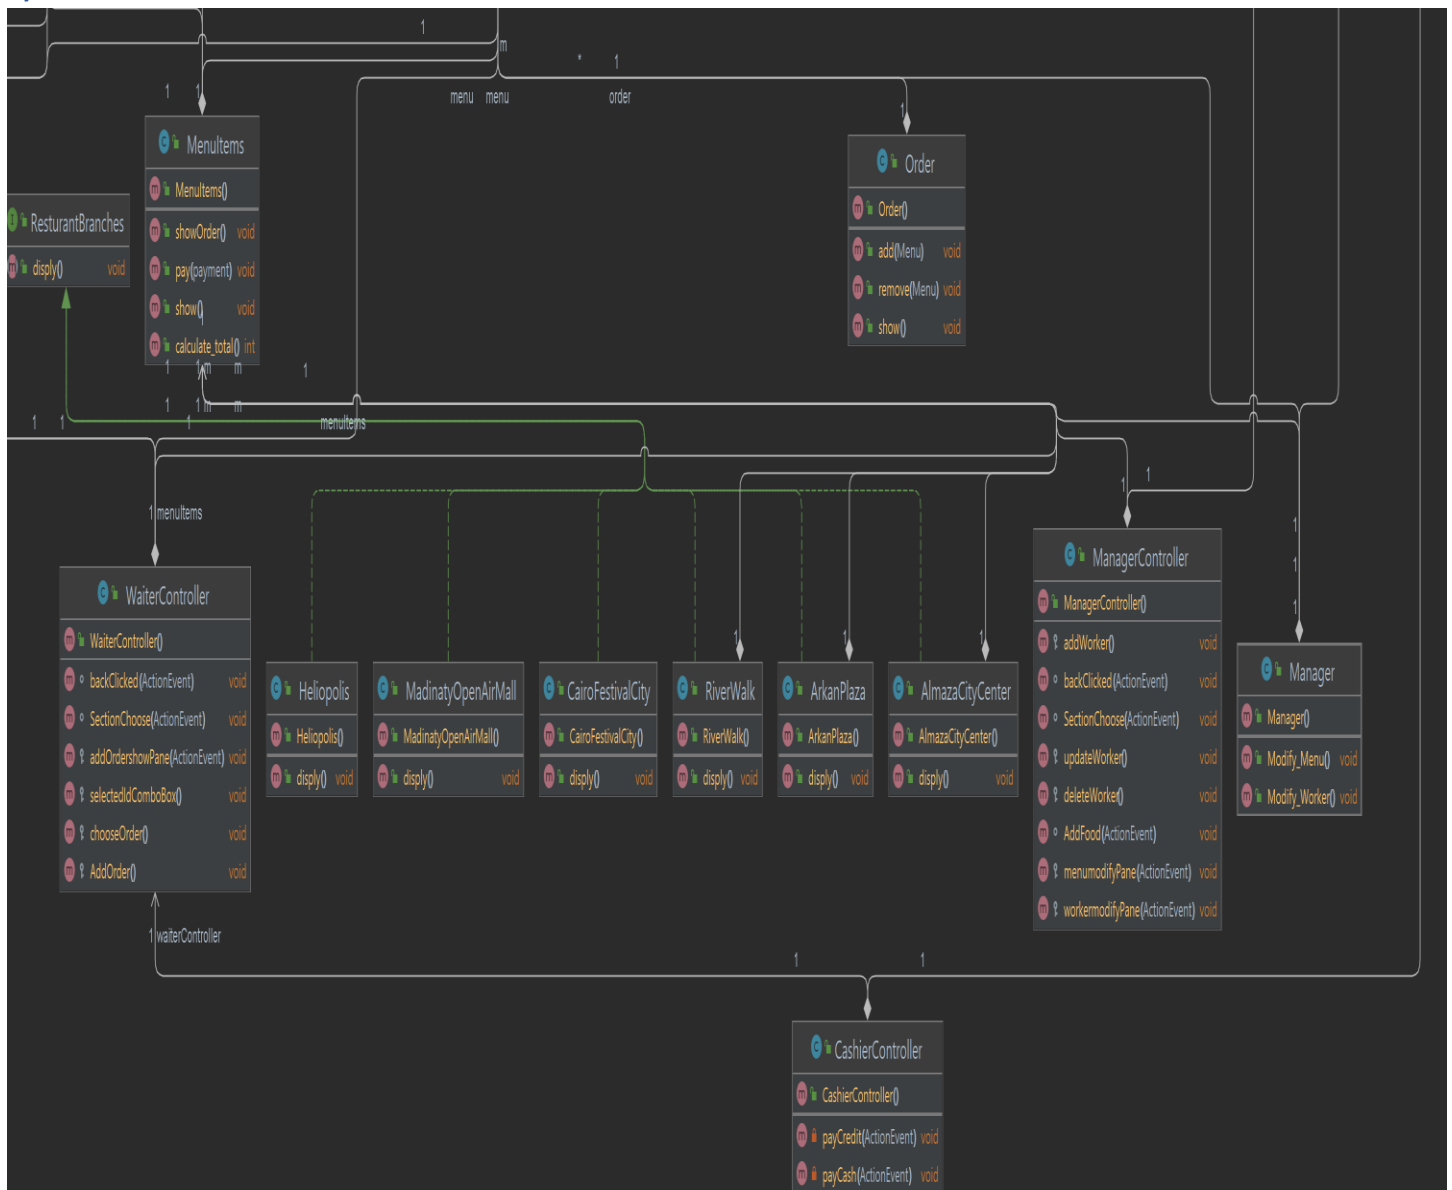 1
m
*
1
menu
menu
order
1
1
1
MenuItems
MenuItems()
showOrder() void
pay(payment) void
show() void
calculate_total() int
Order
Order()
add(Menu) void
remove(Menu) void
show() void
ResturantBranches
disply() void
1
1 m
m
1
1
1 m
m
1
1
1
menuItems
1 menuItems
1
1
1
1
1
1
1
1
WaiterController
WaiterController()
backClicked(ActionEvent) void
SectionChoose(ActionEvent) void
addOrdershowPane(ActionEvent) void
selectedIdComboBox() void
chooseOrder() void
AddOrder() void
Heliopolis
Heliopolis()
disply() void
MadinatyOpenAirMall
MadinatyOpenAirMall()
disply() void
CairoFestivalCity
CairoFestivalCity()
disply() void
RiverWalk
RiverWalk()
disply() void
ArkanPlaza
ArkanPlaza()
disply() void
AlmazaCityCenter
AlmazaCityCenter()
disply() void
ManagerController
ManagerController()
addWorker() void
backClicked(ActionEvent) void
SectionChoose(ActionEvent) void
updateWorker() void
deleteWorker() void
AddFood(ActionEvent) void
menumodifyPane(ActionEvent) void
workermodifyPane(ActionEvent) void
Manager
Manager()
Modify_Menu() void
Modify_Worker() void
1 waiterController
1
1
CashierController
CashierController()
payCredit(ActionEvent) void
payCash(ActionEvent) void